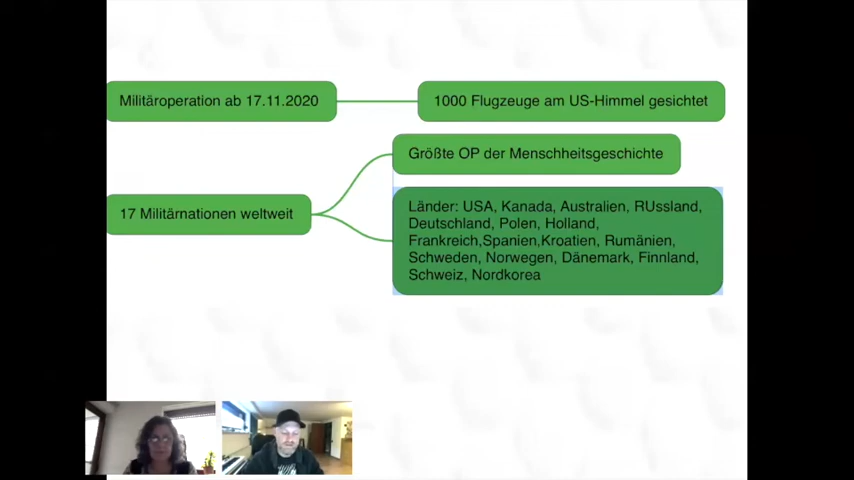 Militäroperation ab 17.11.2020
1000 Flugzeuge am US-Himmel gesichtet
Größte OP der Menschheitsgeschichte
17 Militärnationen weltweit
Länder: USA, Kanada, Australien, RUssland,
Deutschland, Polen, Holland,
Frankreich,Spanien,Kroatien, Rumänien,
Schweden, Norwegen, Dänemark, Finnland,
Schweiz, Nordkorea